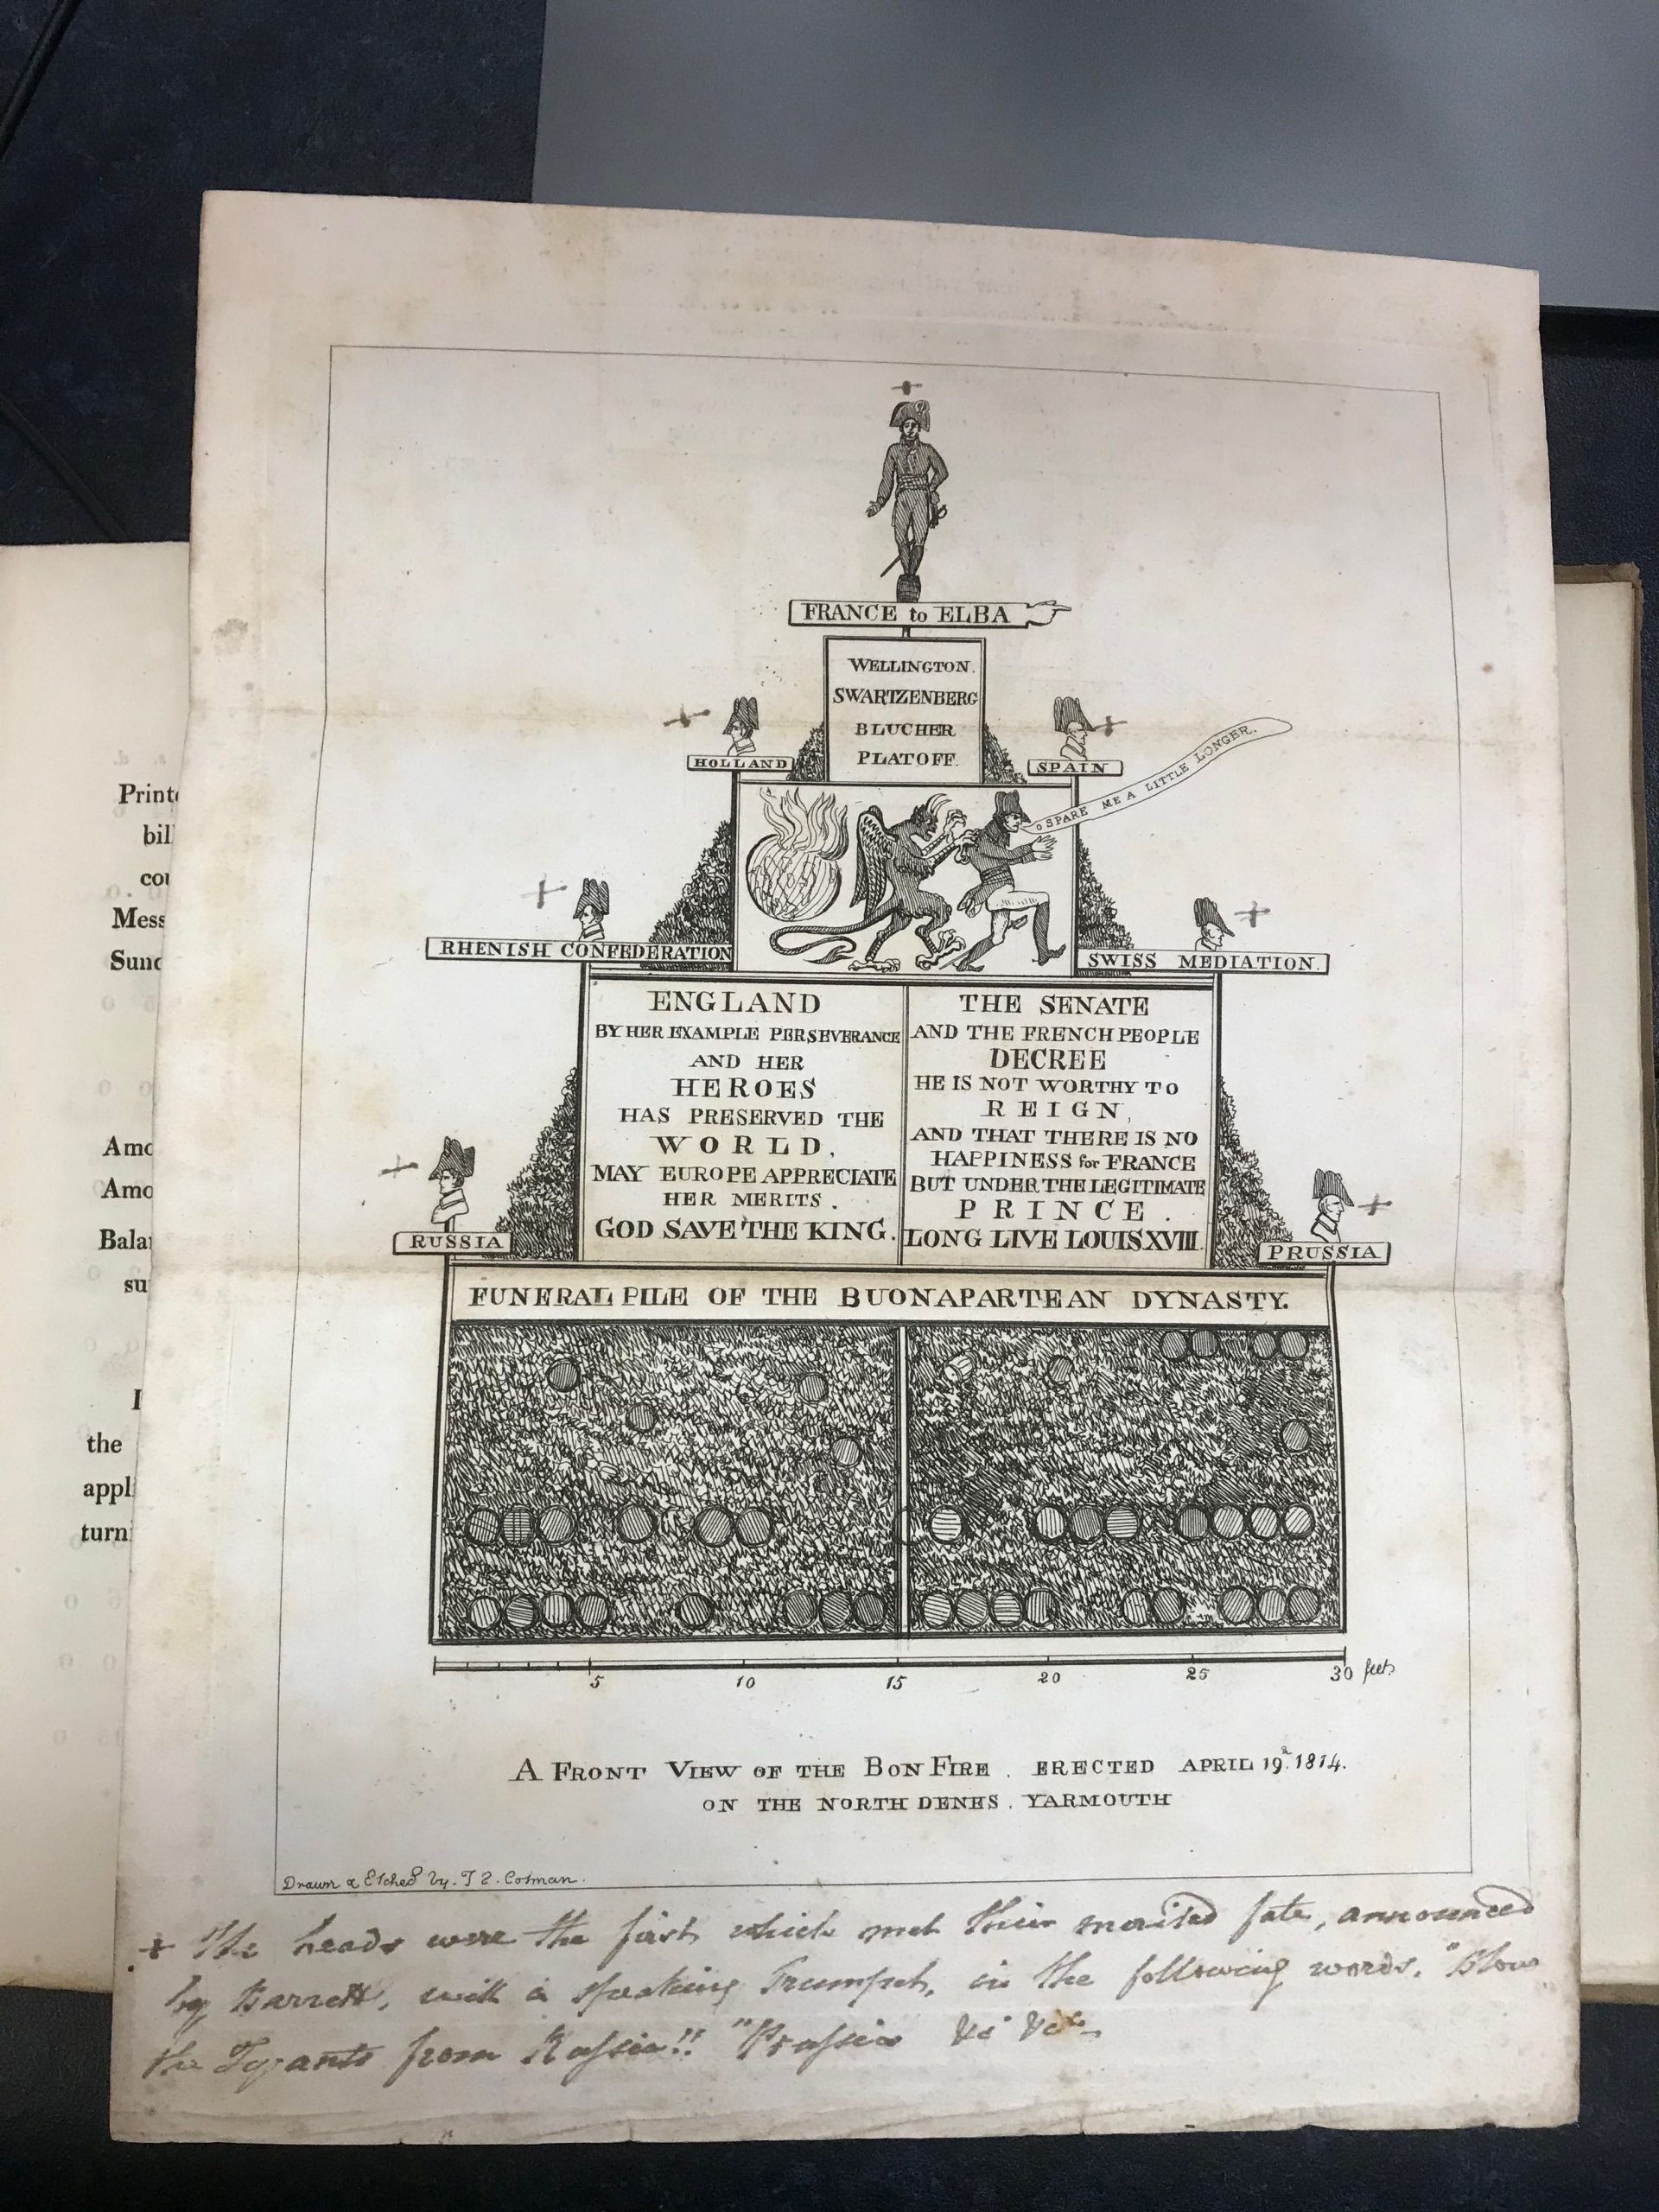 FRANCE to ELBA
WELLINGTON.
SWARTZENBERG
BLUCHER
PLATOFF.
HOLLAND
SPAIN
O SPARE ME A LITTLE LONGER.
RHENISH CONFEDERATION
SWISS MEDIATION.
ENGLAND
BY HER EXAMPLE PERSEVERANCE
AND HER
HEROES
HAS PRESERVED THE
WORLD,
MAY EUROPE APPRECIATE
HER MERITS.
GOD SAVE THE KING.
THE SENATE
AND THE FRENCH PEOPLE
DECREE
HE IS NOT WORTHY TO
REIGN,
AND THAT THERE IS NO
HAPPINESS for FRANCE
BUT UNDER THE LEGITIMATE
PRINCE.
LONG LIVE LOUIS XVIII.
RUSSIA
PRUSSIA
FUNERAL PILE OF THE BUONAPARTEAN DYNASTY.
5 10 15 20 25 30 feet
A FRONT VIEW OF THE BON FIRE. ERECTED APRIL 19. 1814.
ON THE NORTH DENES. YARMOUTH
Drawn & Etched by. J S. Cotman.
+ The heads were the first which met their merited fate, announced
by Barrett, with a speaking Trumpet, in the following words. "Blow
the Tyrants from Russia!! "Prussia &c &c
Mess
Sund
Amo
Amo
Bala
su
I
the
appl
turni